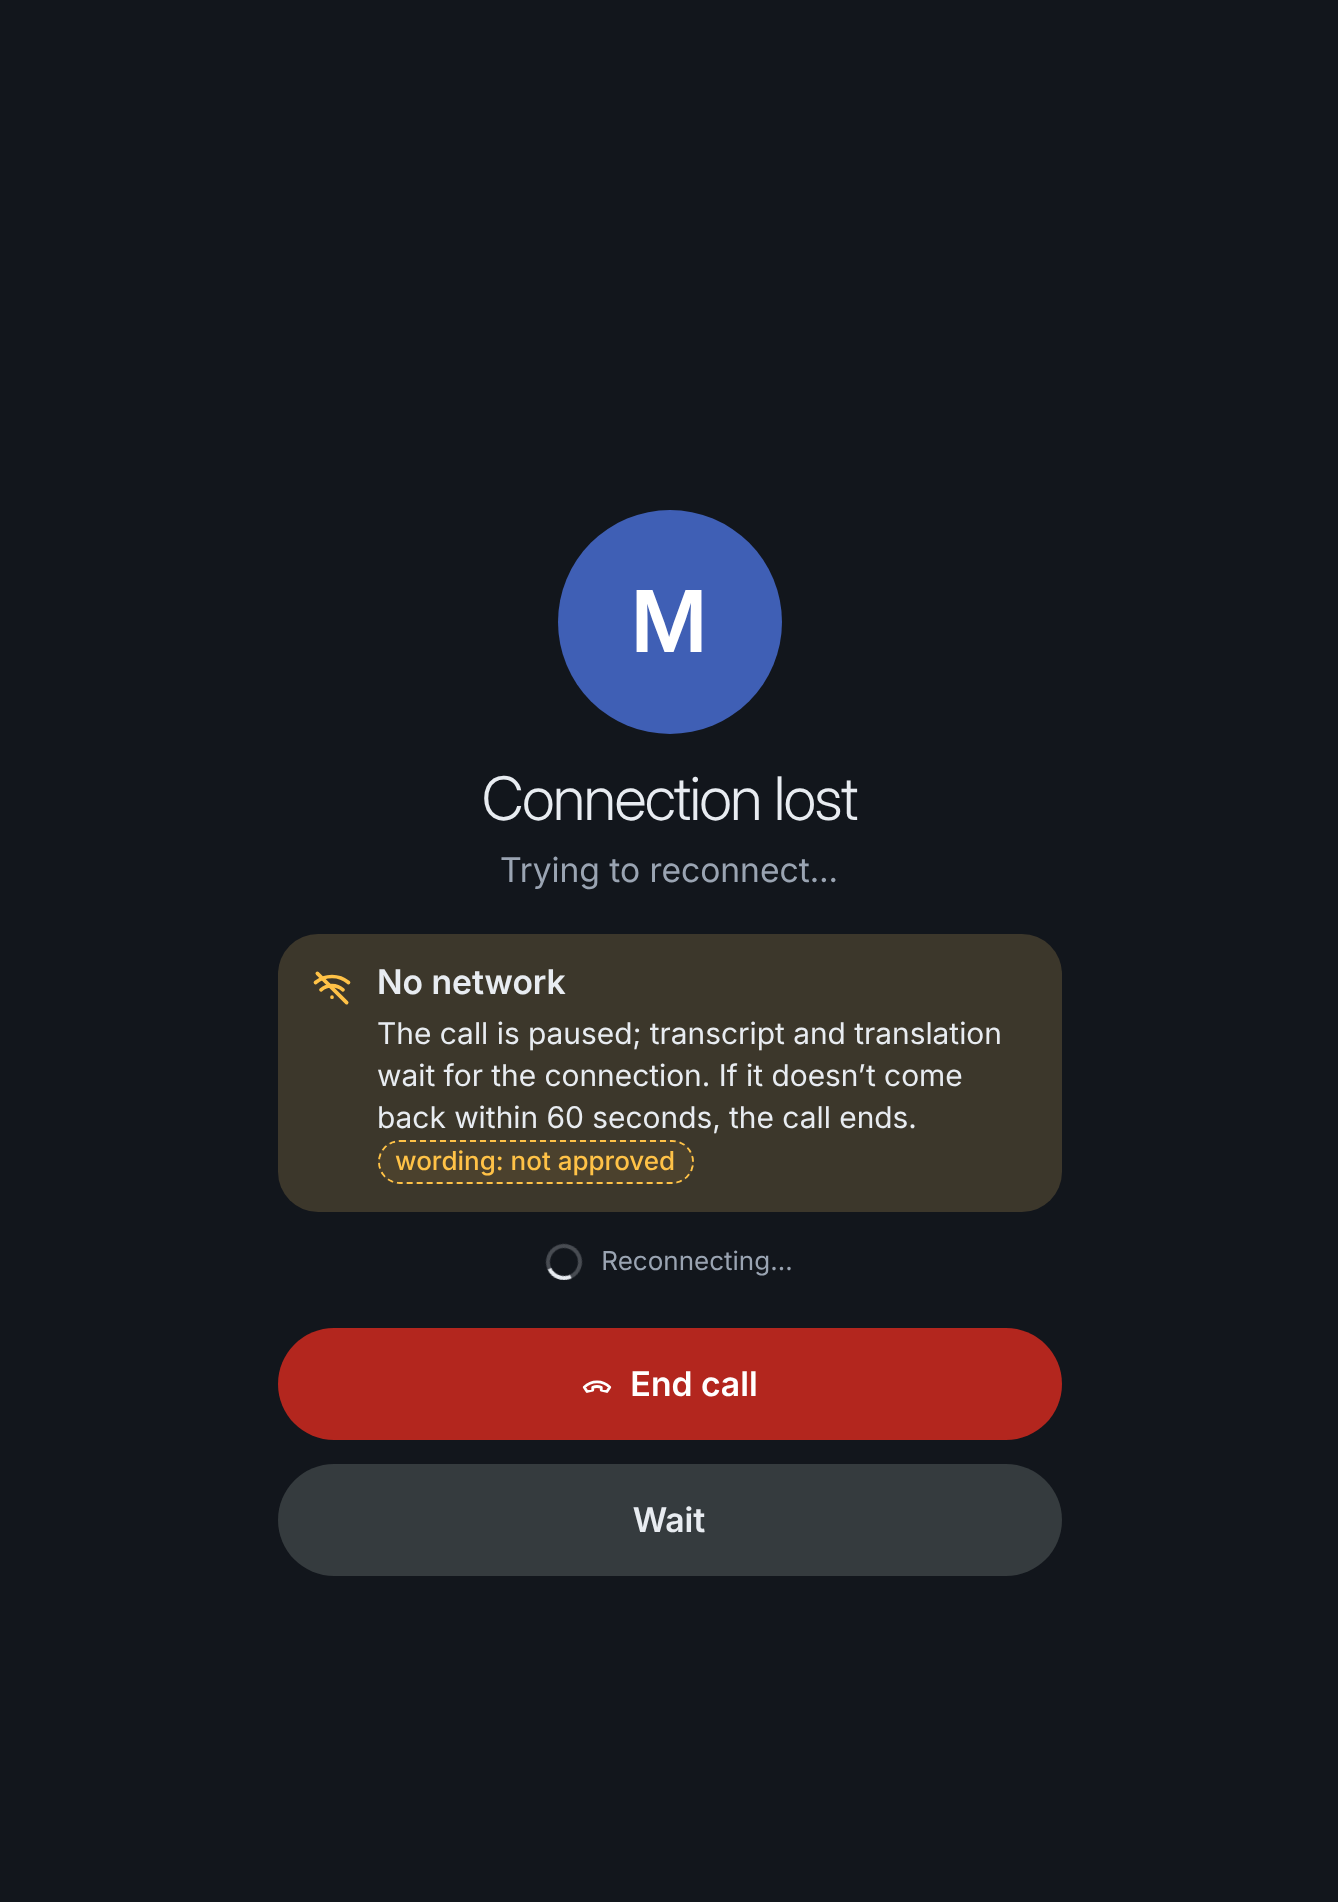 M
Connection lost
Trying to reconnect...
No network
The call is paused; transcript and translation
wait for the connection. If it doesn’t come
back within 60 seconds, the call ends.
wording: not approved
Reconnecting...
End call
Wait